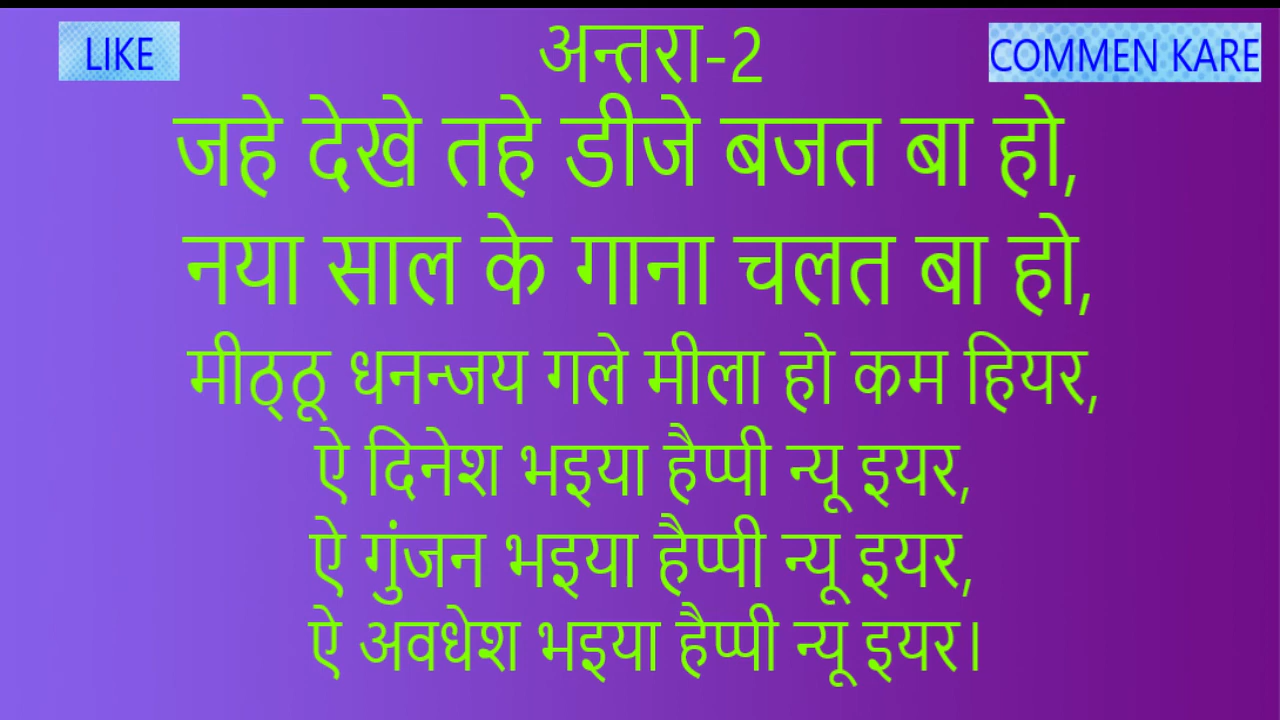 LIKE
अन्तरा-2
COMMEN KARE
जहे देखे तहे डीजे बजत बा हो,
नया साल के गाना चलत बा हो,
मीठ्ठू धनन्जय गले मीला हो कम हियर,
ऐ दिनेश भइया हैप्पी न्यू इयर,
ऐ गुंजन भइया हैप्पी न्यू इयर,
ऐ अवधेश भइया हैप्पी न्यू इयर।